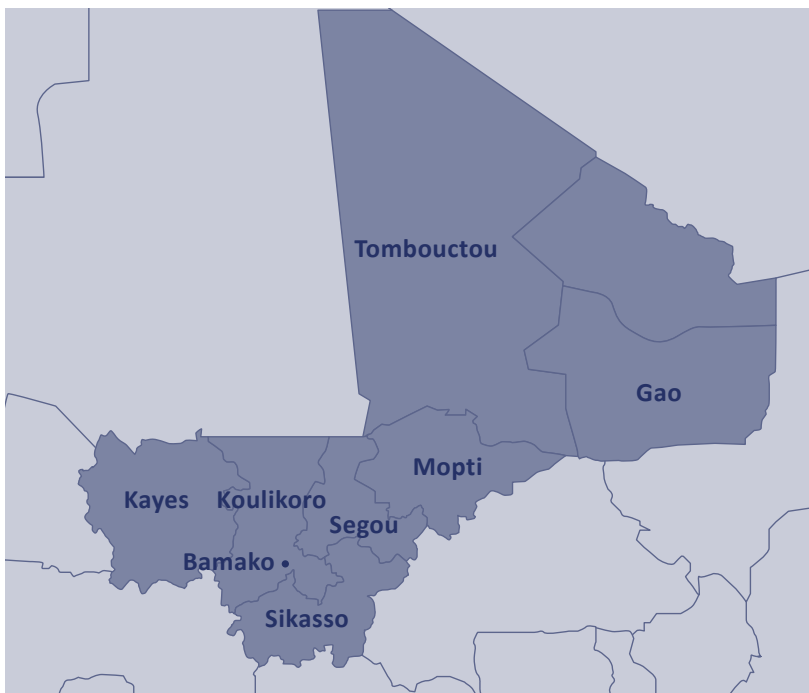 Tombouctou
Gao
Mopti
Kayes
Koulikoro
Segou
Bamako
Sikasso